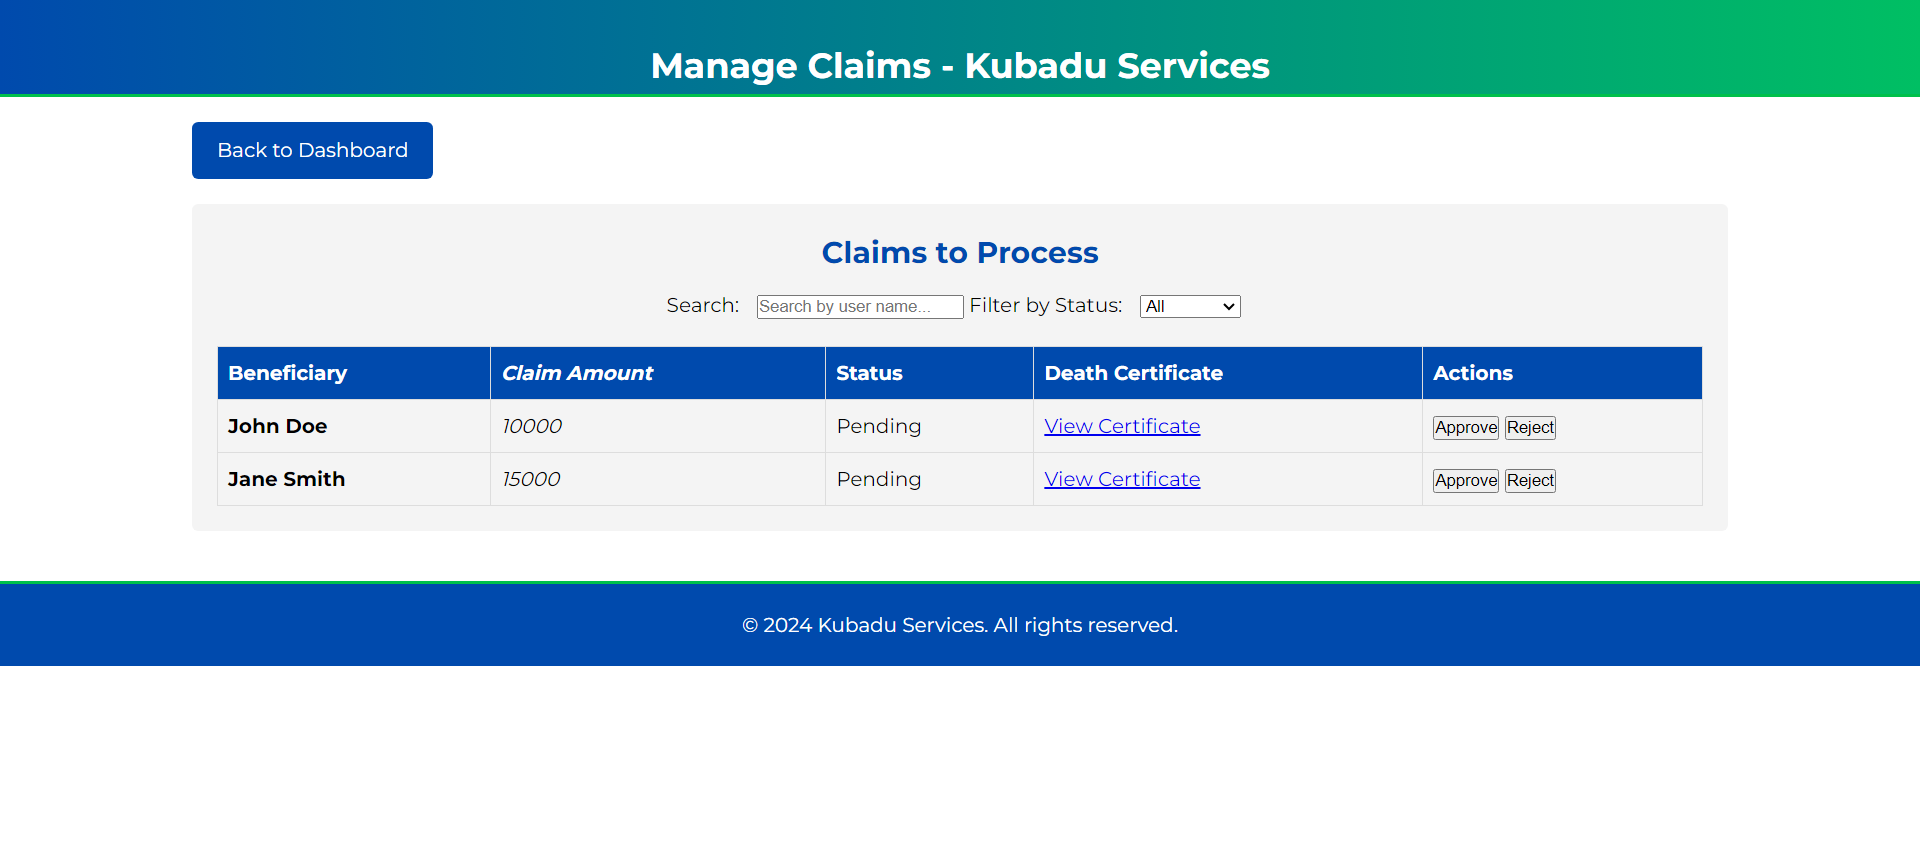 Manage Claims - Kubadu Services
Back to Dashboard
Claims to Process
Search: Search by user name... Filter by Status: All
Beneficiary Claim Amount Status Death Certificate Actions
John Doe 10000 Pending View Certificate Approve Reject
Jane Smith 15000 Pending View Certificate Approve Reject
© 2024 Kubadu Services. All rights reserved.